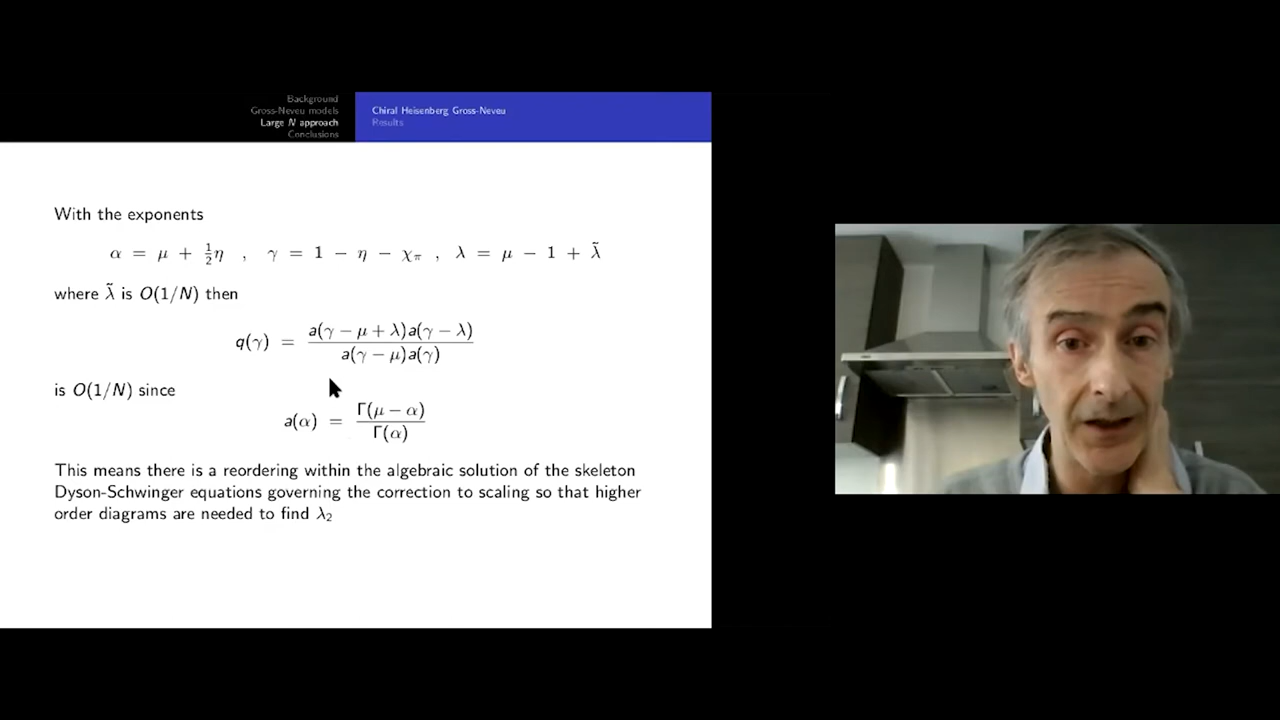 Background
Gross-Neveu models
Large N approach
Conclusions
Chiral Heisenberg Gross-Neveu
Results
With the exponents
α = μ + ½η , γ = 1 − η − χπ , λ = μ − 1 + λ̃
where λ̃ is O(1/N) then
q(γ) = a(γ − μ + λ)a(γ − λ) / a(γ − μ)a(γ)
is O(1/N) since
a(α) = Γ(μ − α) / Γ(α)
This means there is a reordering within the algebraic solution of the skeleton
Dyson-Schwinger equations governing the correction to scaling so that higher
order diagrams are needed to find λ₂